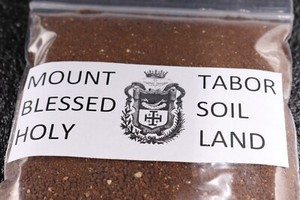 MOUNT TABOR
BLESSED SOIL
HOLY LAND